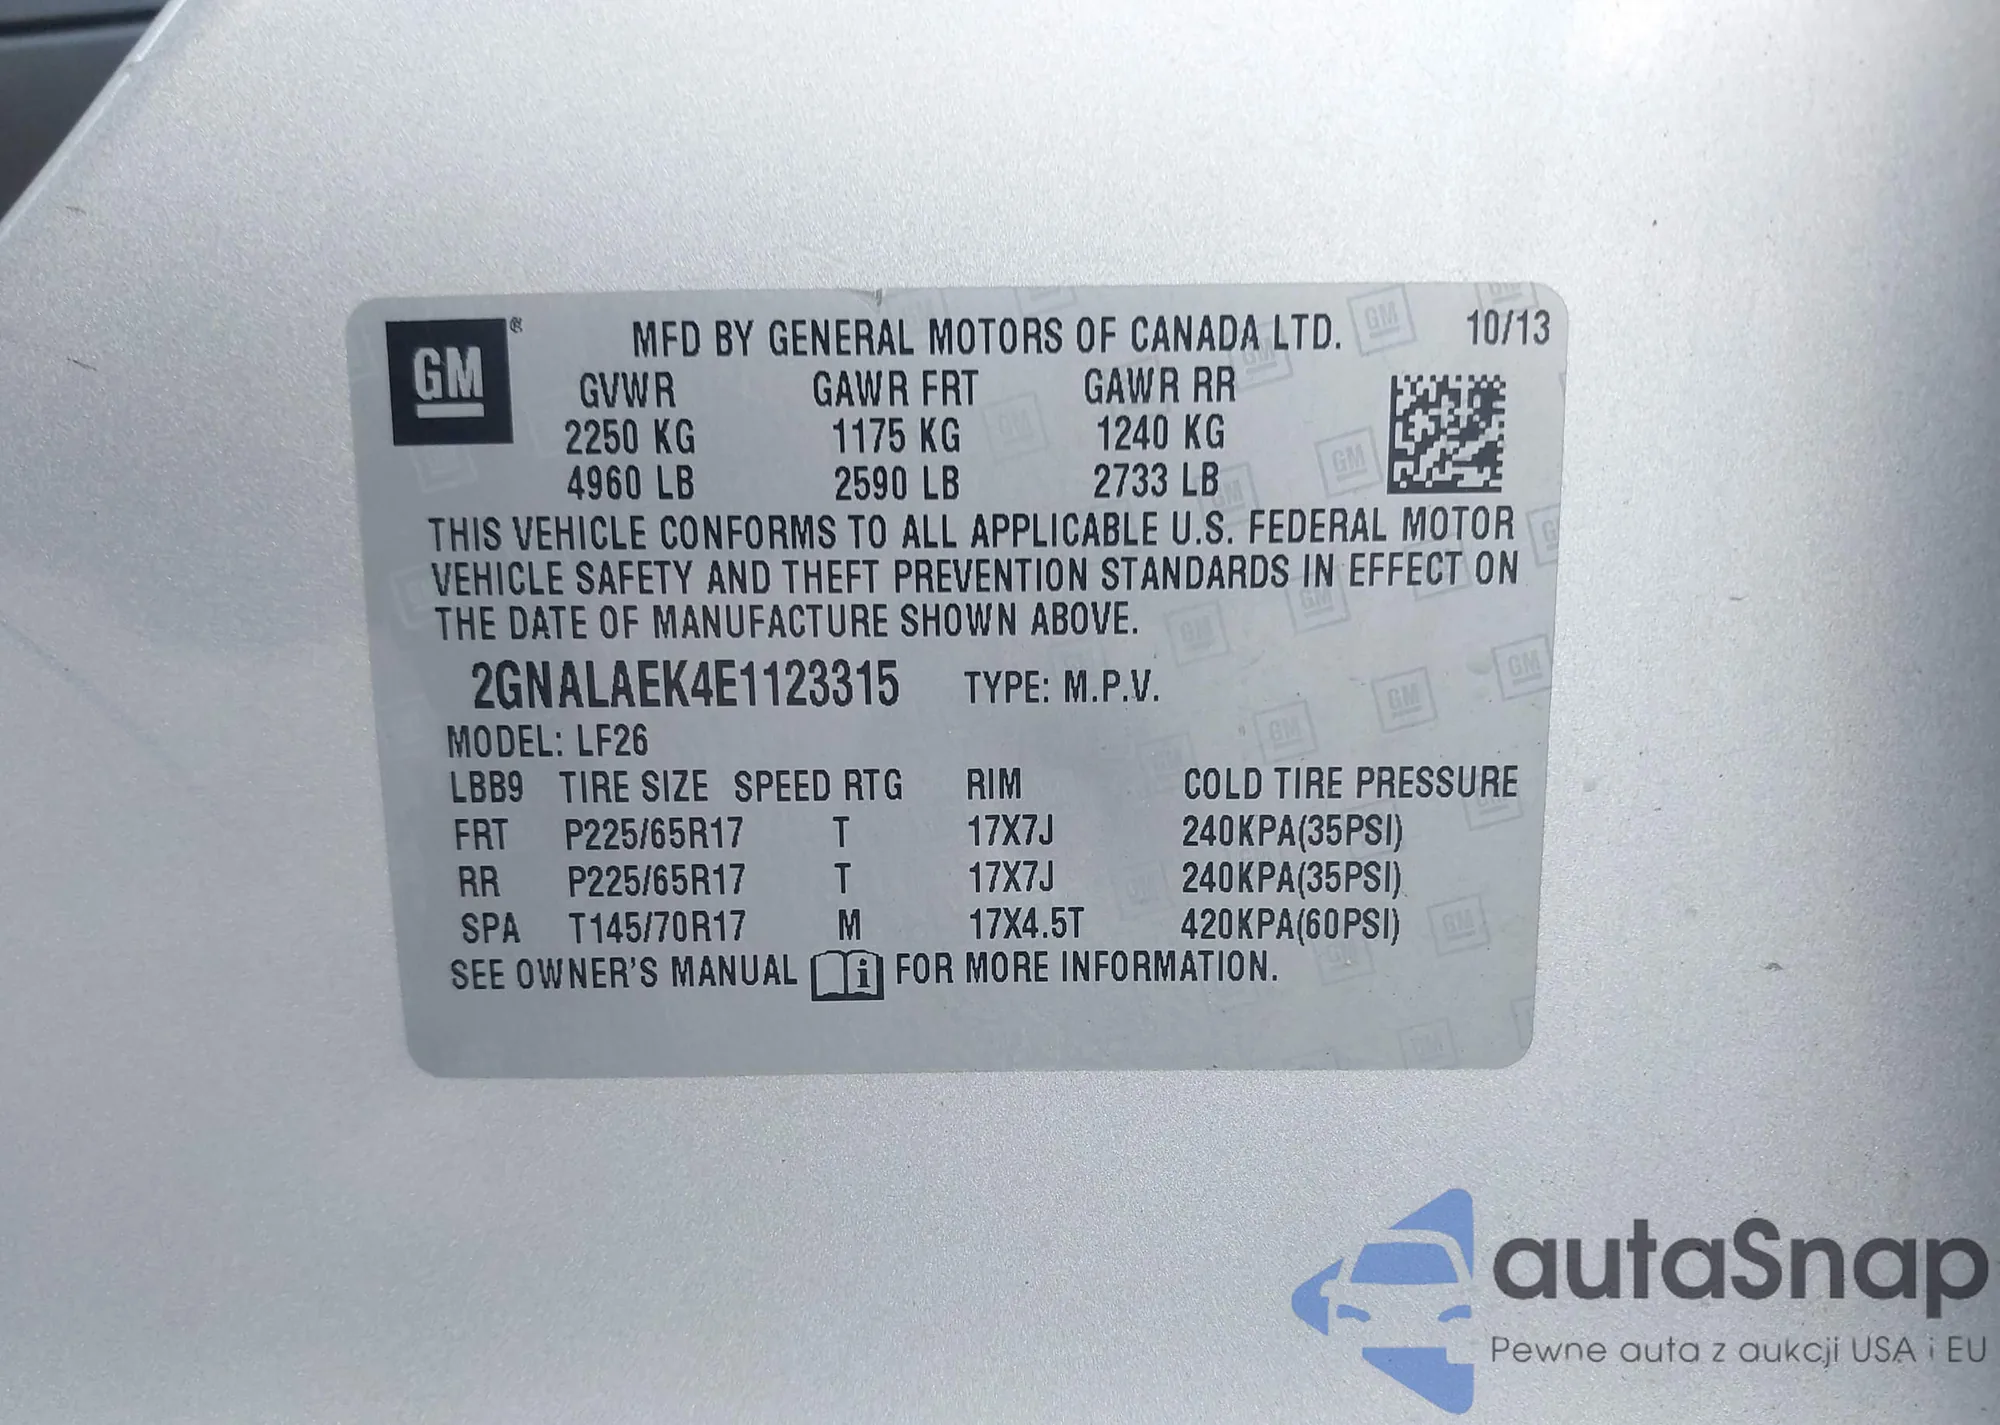 GM ®
MFD BY GENERAL MOTORS OF CANADA LTD. 10/13
GVWR GAWR FRT GAWR RR
2250 KG 1175 KG 1240 KG
4960 LB 2590 LB 2733 LB
THIS VEHICLE CONFORMS TO ALL APPLICABLE U.S. FEDERAL MOTOR
VEHICLE SAFETY AND THEFT PREVENTION STANDARDS IN EFFECT ON
THE DATE OF MANUFACTURE SHOWN ABOVE.
2GNALAEK4E1123315 TYPE: M.P.V.
MODEL: LF26
LBB9 TIRE SIZE SPEED RTG RIM COLD TIRE PRESSURE
FRT P225/65R17 T 17X7J 240KPA(35PSI)
RR P225/65R17 T 17X7J 240KPA(35PSI)
SPA T145/70R17 M 17X4.5T 420KPA(60PSI)
SEE OWNER'S MANUAL i FOR MORE INFORMATION.
autaSnap
Pewne auta z aukcji USA i EU